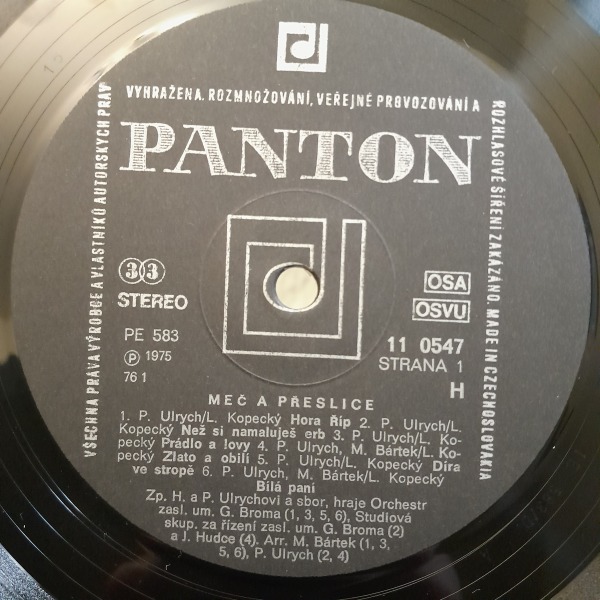 VYHRAŽENA. ROZMNOŽOVÁNÍ, VEŘEJNÉ PROVOZOVÁNÍ A
PANTON
VŠECHNA PRÁVA VÝROBCE A VLASTNÍKŮ AUTORSKÝCH PRÁV
ROZHLASOVÉ ŠÍŘENÍ ZAKÁZÁNO. MADE IN CZECHOSLOVAKIA
33
STEREO
OSA
OSVU
PE 583
Ⓟ 1975
76 1
11 0547
STRANA 1
H
MEČ A PŘESLICE
1. P. Ulrych/L. Kopecký Hora Říp 2. P. Ulrych/L.
Kopecký Než si namaluješ erb 3. P. Ulrych/L. Ko-
pecký Prádlo a lovy 4. P. Ulrych, M. Bártek/L. Ko-
pecký Zlato a obilí 5. P. Ulrych/L. Kopecký Díra
ve stropě 6. P. Ulrych, M. Bártek/L. Kopecký
Bílá paní
Zp. H. a P. Ulrychovi a sbor, hraje Orchestr
zasl. um. G. Broma (1, 3, 5, 6), Studiová
skup. za řízení zasl. um. G. Broma (2)
a J. Hudce (4). Arr. M. Bártek (1, 3,
5, 6), P. Ulrych (2, 4)